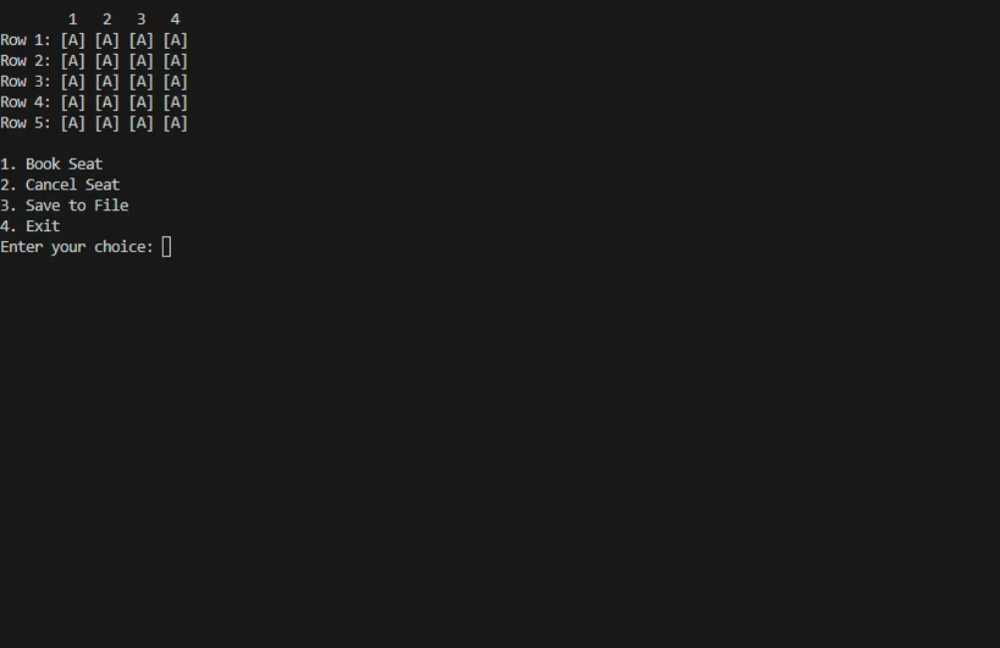 1 2 3 4
Row 1: [A] [A] [A] [A]
Row 2: [A] [A] [A] [A]
Row 3: [A] [A] [A] [A]
Row 4: [A] [A] [A] [A]
Row 5: [A] [A] [A] [A]
1. Book Seat
2. Cancel Seat
3. Save to File
4. Exit
Enter your choice: